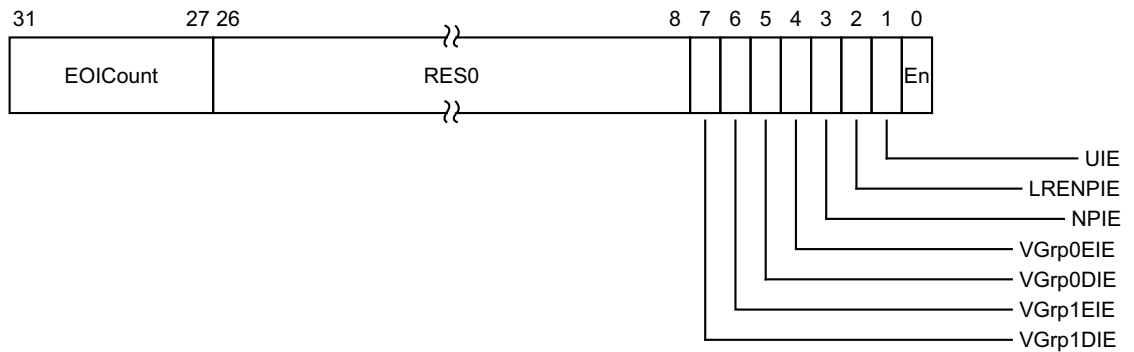 31 27 26 8 7 6 5 4 3 2 1 0
EOICount RES0 En
UIE
LRENPIE
NPIE
VGrp0EIE
VGrp0DIE
VGrp1EIE
VGrp1DIE